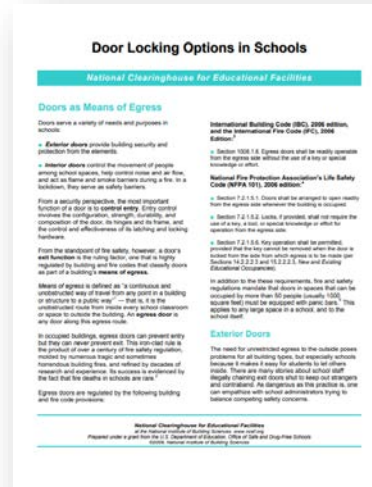 Door Locking Options in Schools
National Clearinghouse for Educational Facilities
Doors as Means of Egress
Doors serve a variety of needs and purposes in
schools:
Exterior doors provide building security and
protection from the elements.
Interior doors control the movement of people
among school spaces, help control noise and air flow,
and act as flame and smoke barriers during a fire. In a
lockdown, they serve as safety barriers.
From a security perspective, the most important
function of a door is to control entry. Entry control
involves the configuration, strength, durability, and
composition of the door, its hinges and its frame, and
the control and effectiveness of its latching and locking
hardware.
From the standpoint of fire safety, however, a door's
exit function is the ruling factor, one that is highly
regulated by building and fire codes that classify doors
as part of a building's means of egress.
Means of egress is defined as "a continuous and
unobstructed way of travel from any point in a building
or structure to a public way" — that is, it is the
unobstructed route from inside every school classroom
or space to outside the building. An egress door is
any door along this egress route.
In occupied buildings, egress doors can prevent entry
but they can never prevent exit. This iron-clad rule is
the product of over a century of fire safety regulation,
molded by numerous tragic and sometimes
horrendous building fires, and refined by decades of
research and experience. Its success is evidenced by
the fact that fire deaths in schools are rare.
Egress doors are regulated by the following building
and fire code provisions:
International Building Code (IBC), 2006 edition,
and the International Fire Code (IFC), 2006
Edition:
Section 1008.1.8. Egress doors shall be readily openable
from the egress side without the use of a key or special
knowledge or effort.
National Fire Protection Association's Life Safety
Code (NFPA 101), 2006 edition:
Section 7.2.1.5.1. Doors shall be arranged to open readily
from the egress side whenever the building is occupied.
Section 7.2.1.5.2. Locks, if provided, shall not require the
use of a key, a tool, or special knowledge or effort for
operation from the egress side.
Section 7.2.1.5.6. Key operation shall be permitted,
provided that the key cannot be removed when the door is
locked from the side from which egress is to be made (per
Sections 14.2.2.2.3 and 15.2.2.2.3, New and Existing
Educational Occupancies).
In addition to these requirements, fire and safety
regulations mandate that doors in spaces that can be
occupied by more than 50 people (usually 1000
square feet) must be equipped with panic bars. This
applies to any large space in a school, and to the
school itself.
Exterior Doors
The need for unrestricted egress to the outside poses
problems for all building types, but especially schools
because it makes it easy for students to let others
inside. There are many stories about school staff
illegally chaining exit doors shut to keep out strangers
and contraband. As dangerous as this practice is, one
can empathize with school administrators trying to
balance competing safety concerns.
National Clearinghouse for Educational Facilities
at the National Institute of Building Sciences www.ncef.org
Prepared under a grant from the U.S. Department of Education, Office of Safe and Drug-Free Schools
©2008, National Institute of Building Sciences